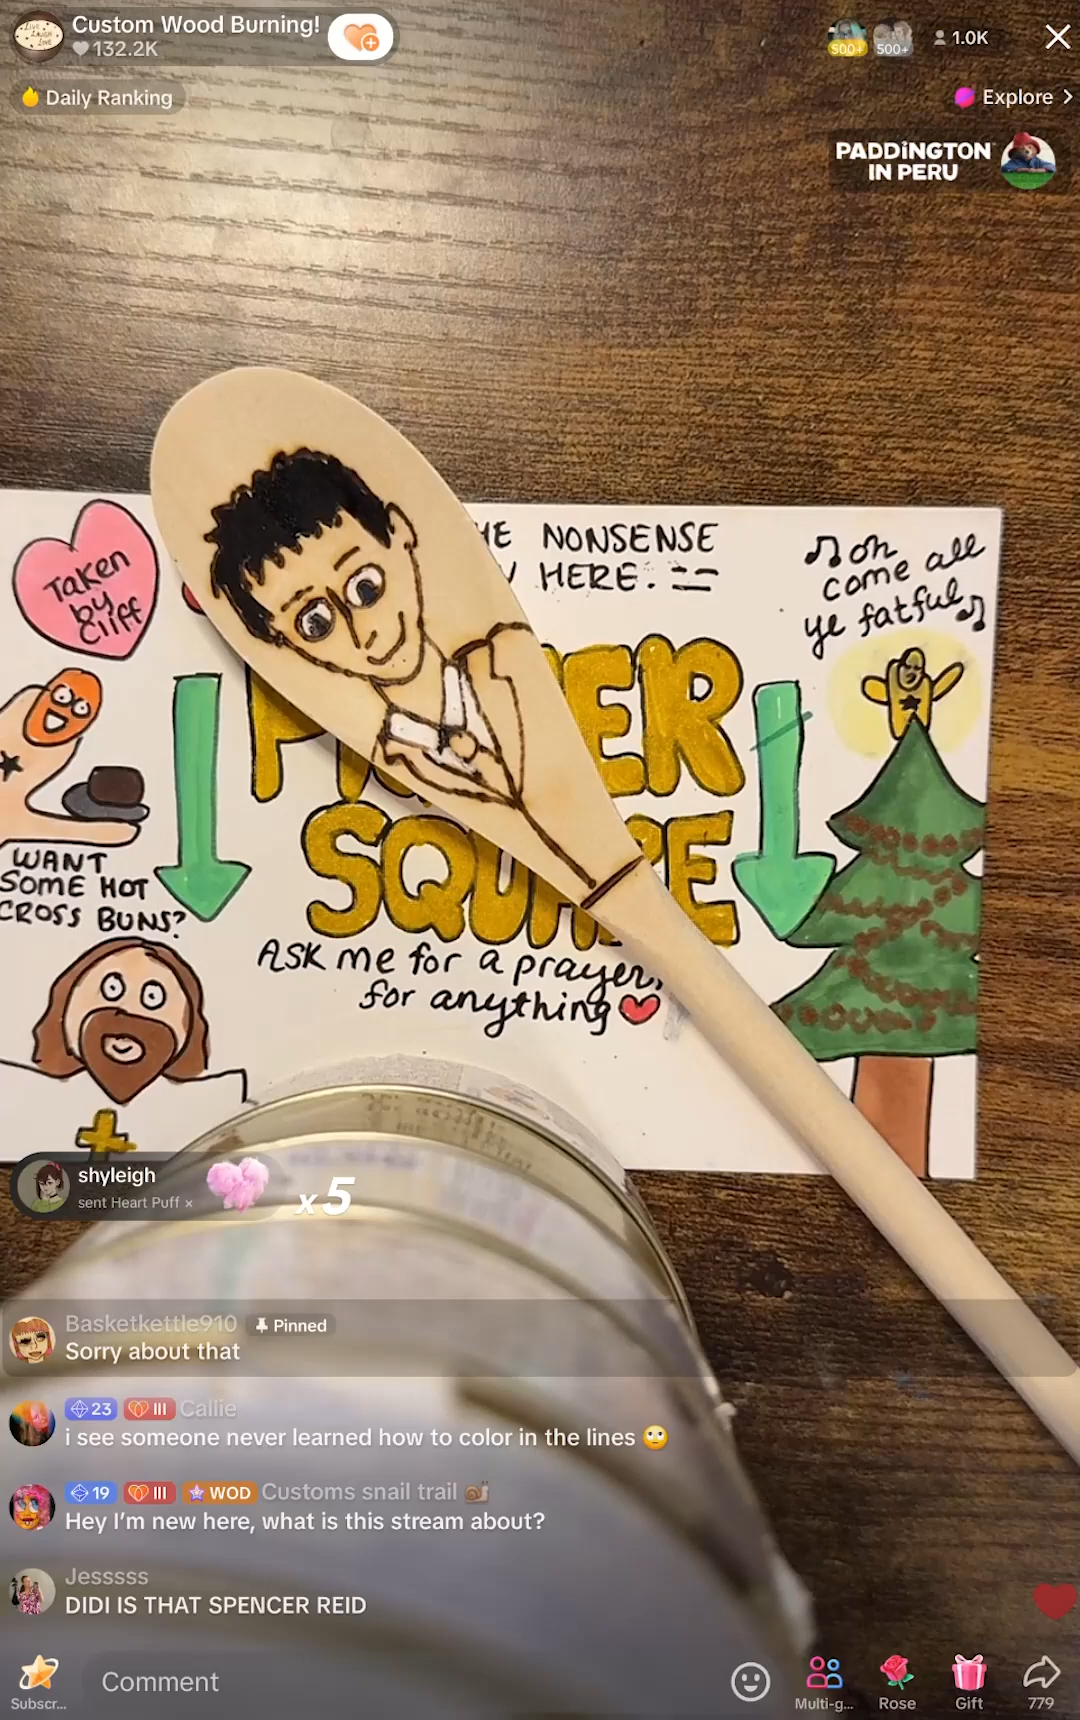 Custom Wood Burning!
132.2K
500+
500+
1.0K
Daily Ranking
Explore
PADDiNGTON
IN PERU
NONSENSE
HERE.
Taken
by
Cliff
oh
come all
ye fatful
SQUARE
WANT
SOME HOT
CROSS BUNS?
ASK me for a prayer,
for anything
shyleigh
sent Heart Puff ×
x5
Basketkettle910 Pinned
Sorry about that
23 III Callie
i see someone never learned how to color in the lines 🙄
19 III WOD Customs snail trail 🐌
Hey I'm new here, what is this stream about?
Jesssss
DIDI IS THAT SPENCER REID
Subscr...
Comment
Multi-g...
Rose
Gift
779